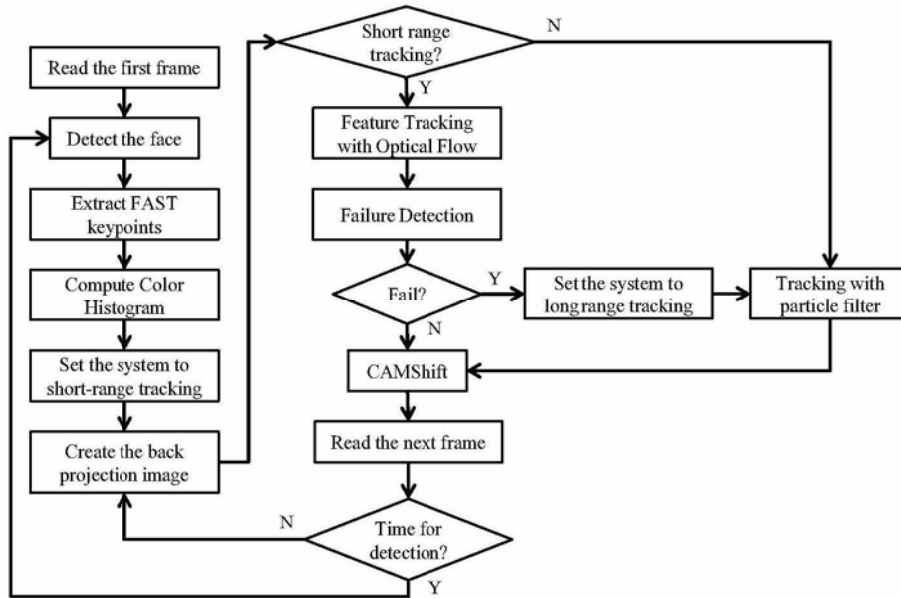 Read the first frame
Detect the face
Extract FAST
keypoints
Compute Color
Histogram
Set the system to
short-range tracking
Create the back
projection image
Short range
tracking?
N
Y
Feature Tracking
with Optical Flow
Failure Detection
Fail?
Y
N
Set the system to
long range tracking
Tracking with
particle filter
CAMShift
Read the next frame
Time for
detection?
N
Y